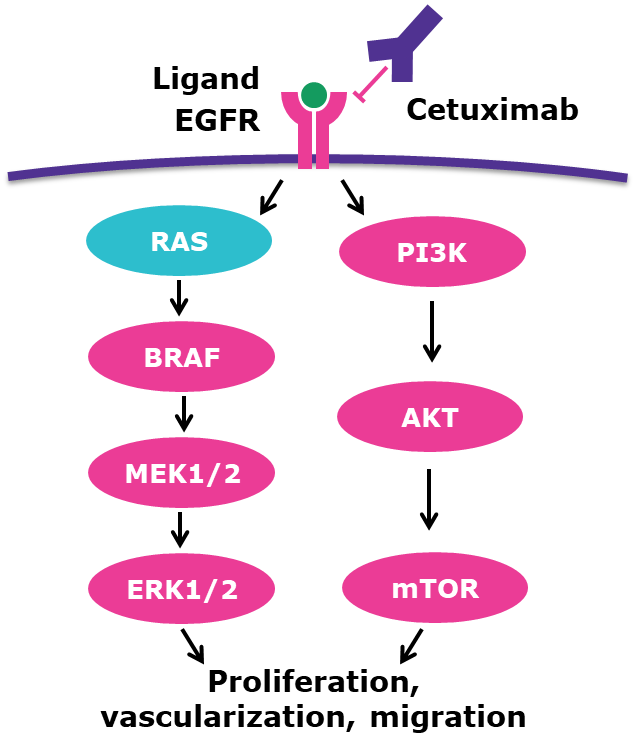 Ligand
EGFR
Cetuximab
RAS
PI3K
BRAF
AKT
MEK1/2
ERK1/2
mTOR
Proliferation,
vascularization, migration